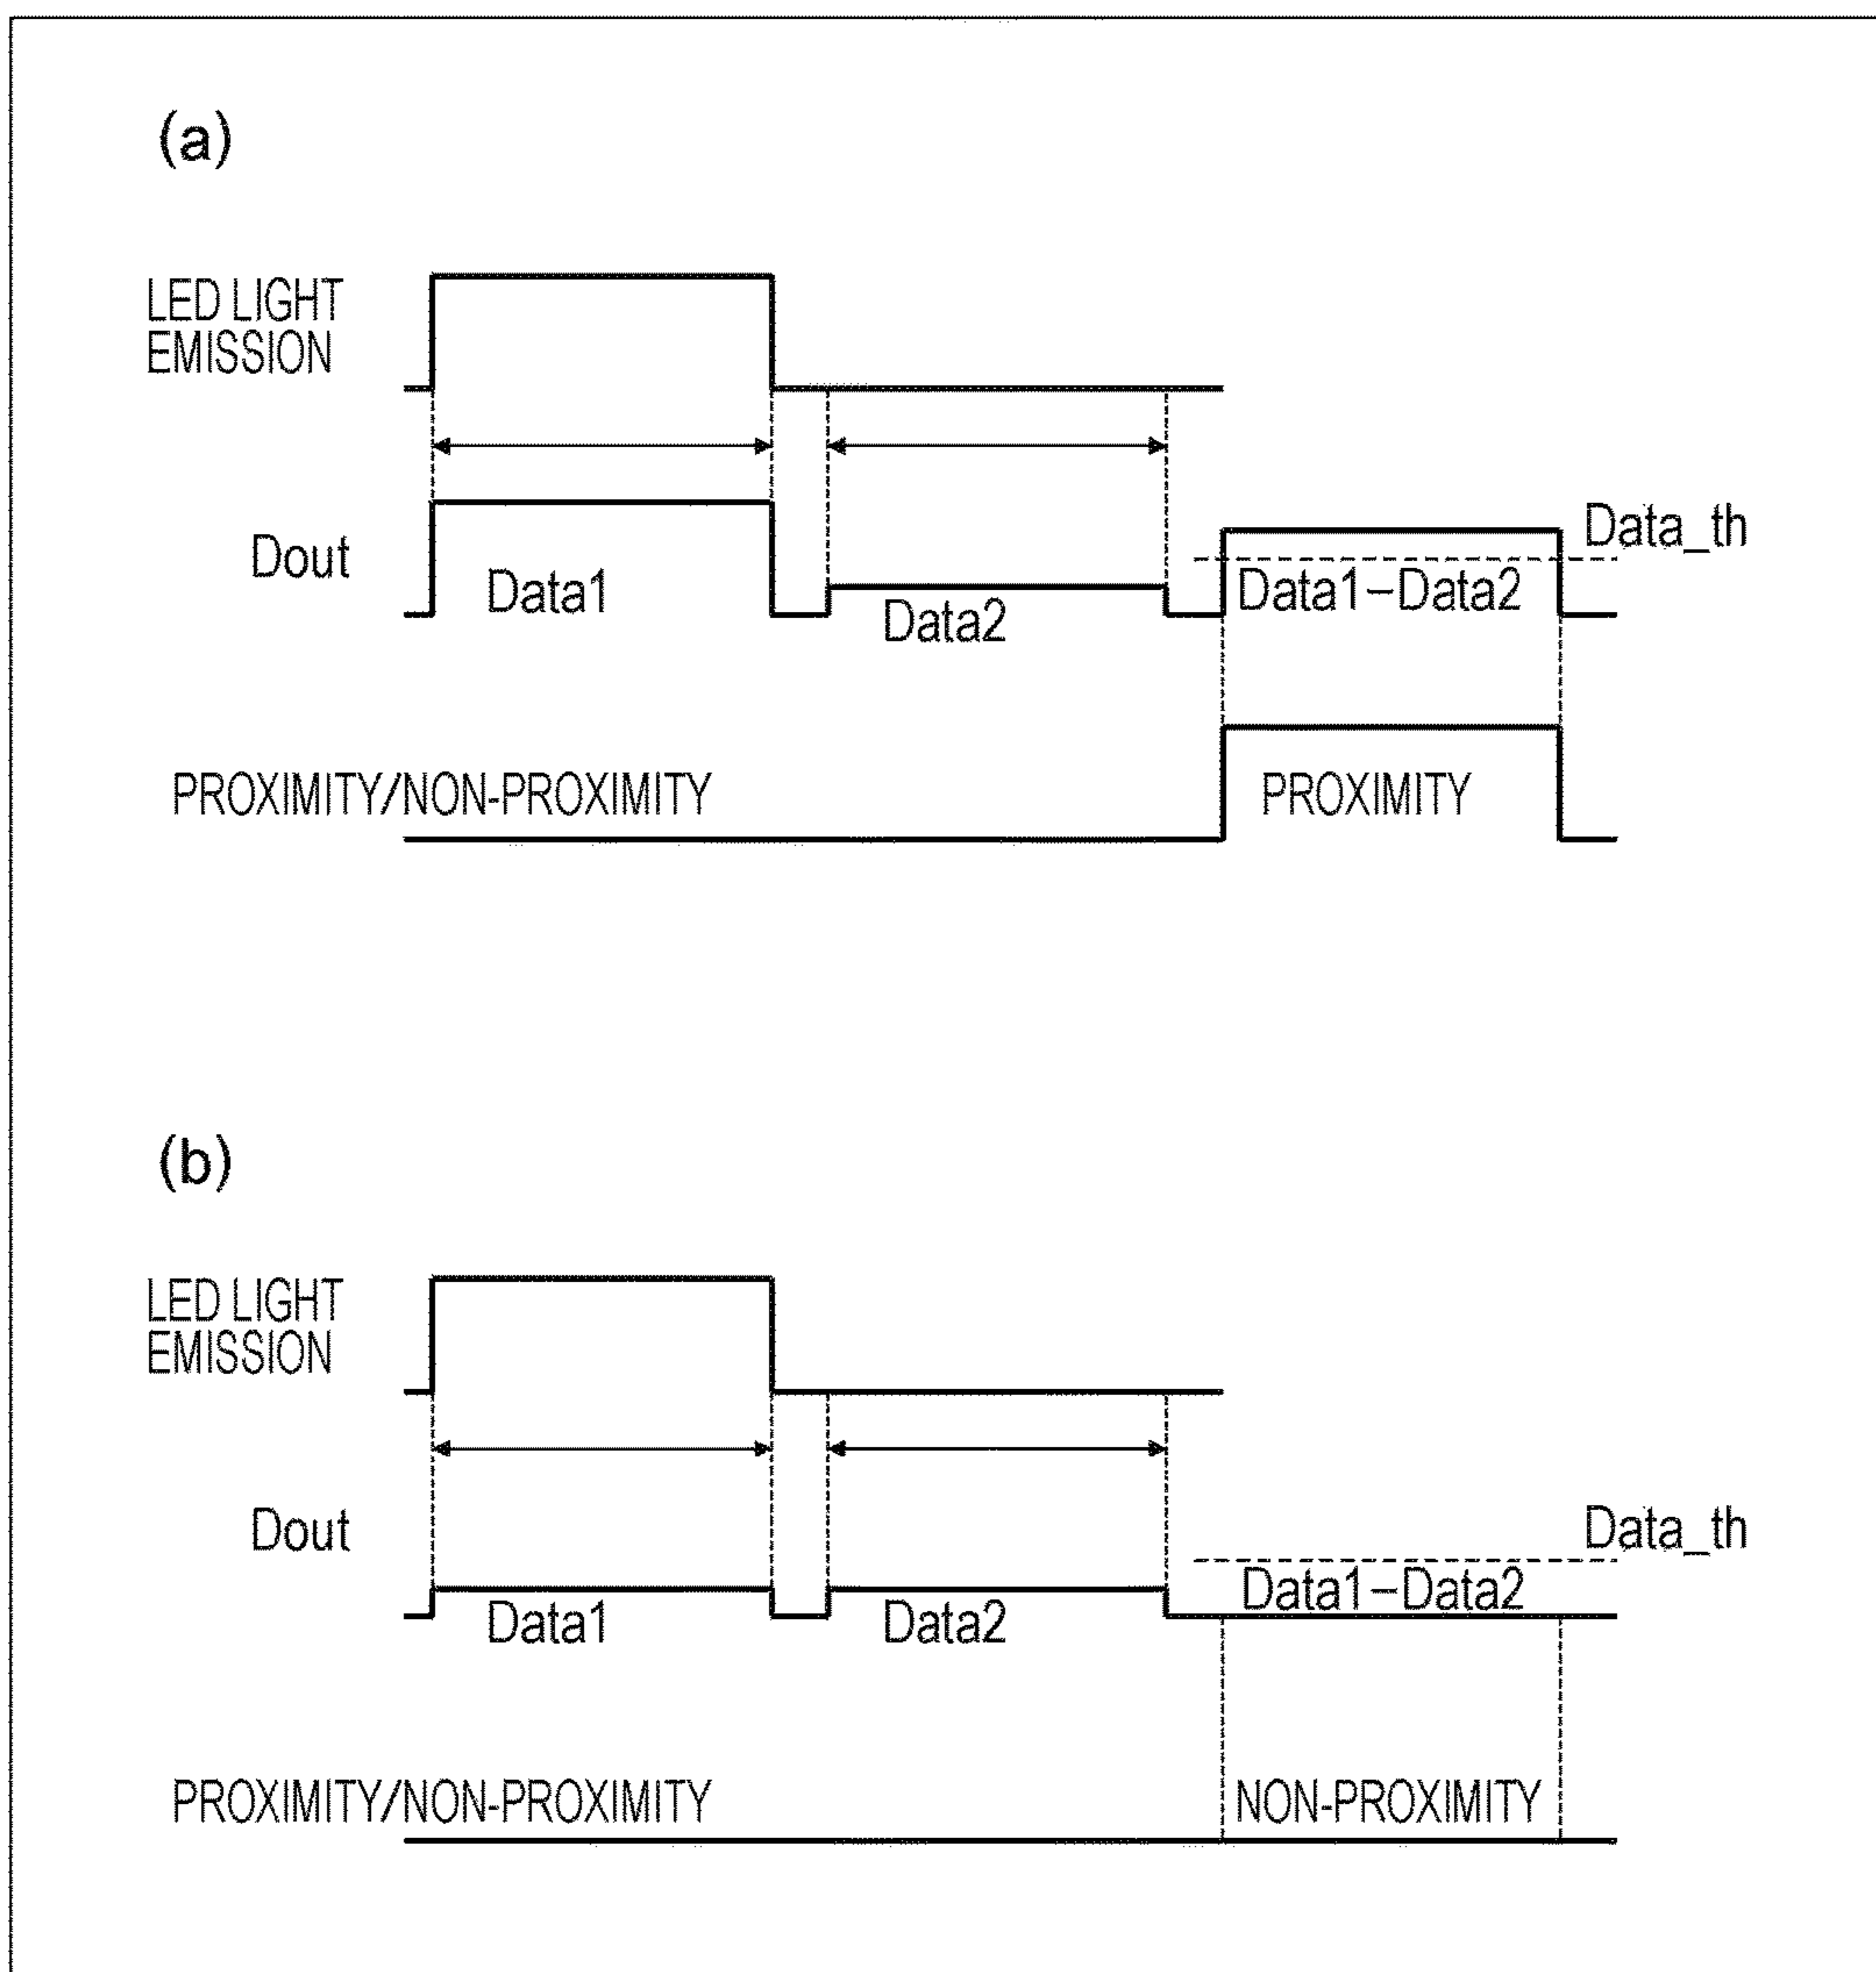 (a)
LED LIGHT
EMISSION
Dout
Data1
Data2
Data1−Data2
Data_th
PROXIMITY/NON-PROXIMITY
PROXIMITY
(b)
LED LIGHT
EMISSION
Dout
Data1
Data2
Data1−Data2
Data_th
PROXIMITY/NON-PROXIMITY
NON-PROXIMITY